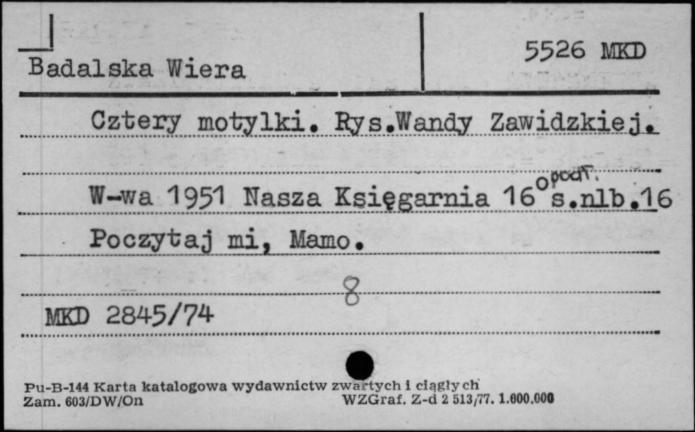 5526 MKD
Badalska Wiera
Cztery motylki. Rys.Wandy Zawidzkiej.
W-wa 1951 Nasza Księgarnia 16° podł. s.nlb.16
Poczytaj mi, Mamo.
8
MKD 2845/74
Pu-B-144 Karta katalogowa wydawnictw zwartych i ciągłych
Zam. 603/DW/On WZGraf. Z-d 2 513/77. 1.000.000